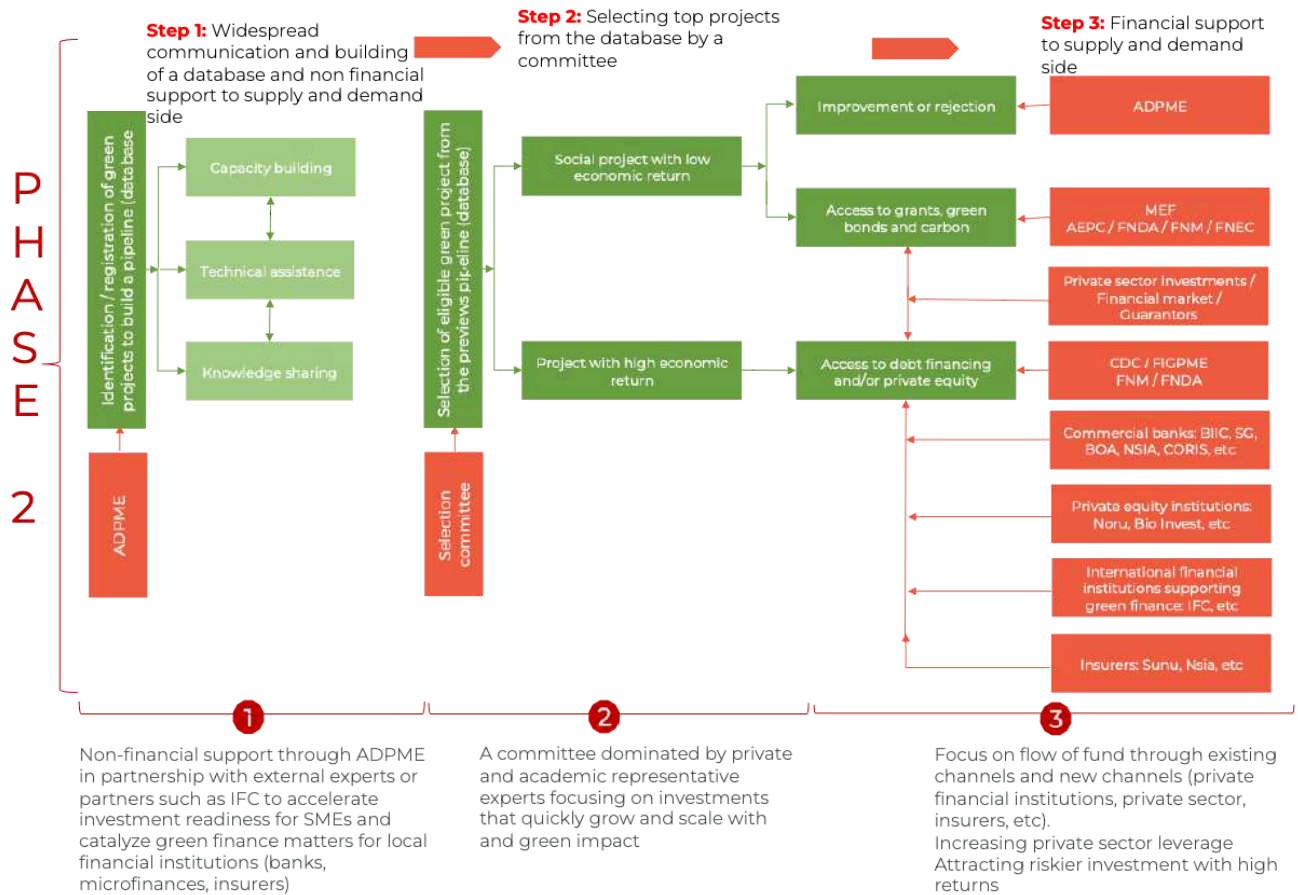 Step 1: Widespread
communication and building
of a database and non financial
support to supply and demand
side
Step 2: Selecting top projects
from the database by a
committee
Step 3: Financial support
to supply and demand
side
PHASE 2
Identification / registration of green
projects to build a pipeline (database
ADPME
Capacity building
Technical assistance
Knowledge sharing
Selection of eligible green project from
the previews pipeline (database)
Selection
committee
Social project with low
economic return
Project with high economic
return
Improvement or rejection
Access to grants, green
bonds and carbon
Access to debt financing
and/or private equity
ADPME
MEF
AEPC / FNDA / FNM / FNEC
Private sector investments /
Financial market /
Guarantors
CDC / FIGPME
FNM / FNDA
Commercial banks: BIIC, SG,
BOA, NSIA, CORIS, etc
Private equity institutions:
Noru, Bio Invest, etc
International financial
institutions supporting
green finance: IFC, etc
Insurers: Sunu, Nsia, etc
1
2
3
Non-financial support through ADPME
in partnership with external experts or
partners such as IFC to accelerate
investment readiness for SMEs and
catalyze green finance matters for local
financial institutions (banks,
microfinances, insurers)
A committee dominated by private
and academic representative
experts focusing on investments
that quickly grow and scale with
and green impact
Focus on flow of fund through existing
channels and new channels (private
financial institutions, private sector,
insurers, etc).
Increasing private sector leverage
Attracting riskier investment with high
returns